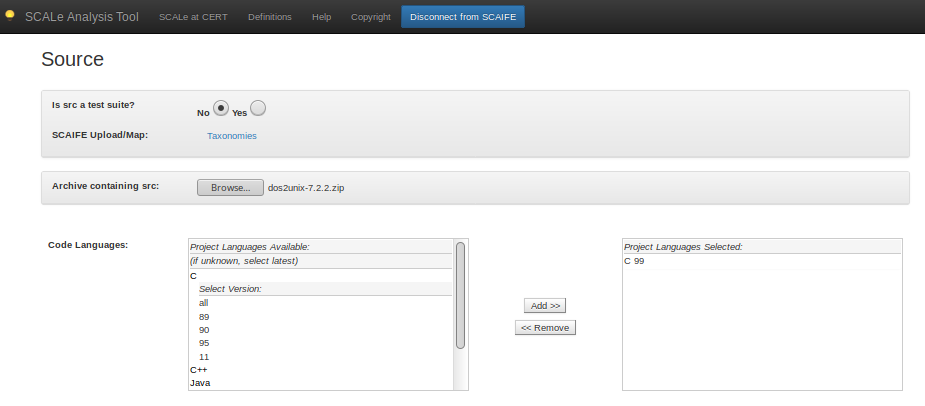 SCALe Analysis Tool SCALe at CERT Definitions Help Copyright Disconnect from SCAIFE
Source
Is src a test suite? No Yes
SCAIFE Upload/Map: Taxonomies
Archive containing src: Browse... dos2unix-7.2.2.zip
Code Languages:
Project Languages Available:
(if unknown, select latest)
C
Select Version:
all
89
90
95
11
C++
Java
Add >>
<< Remove
Project Languages Selected:
C 99